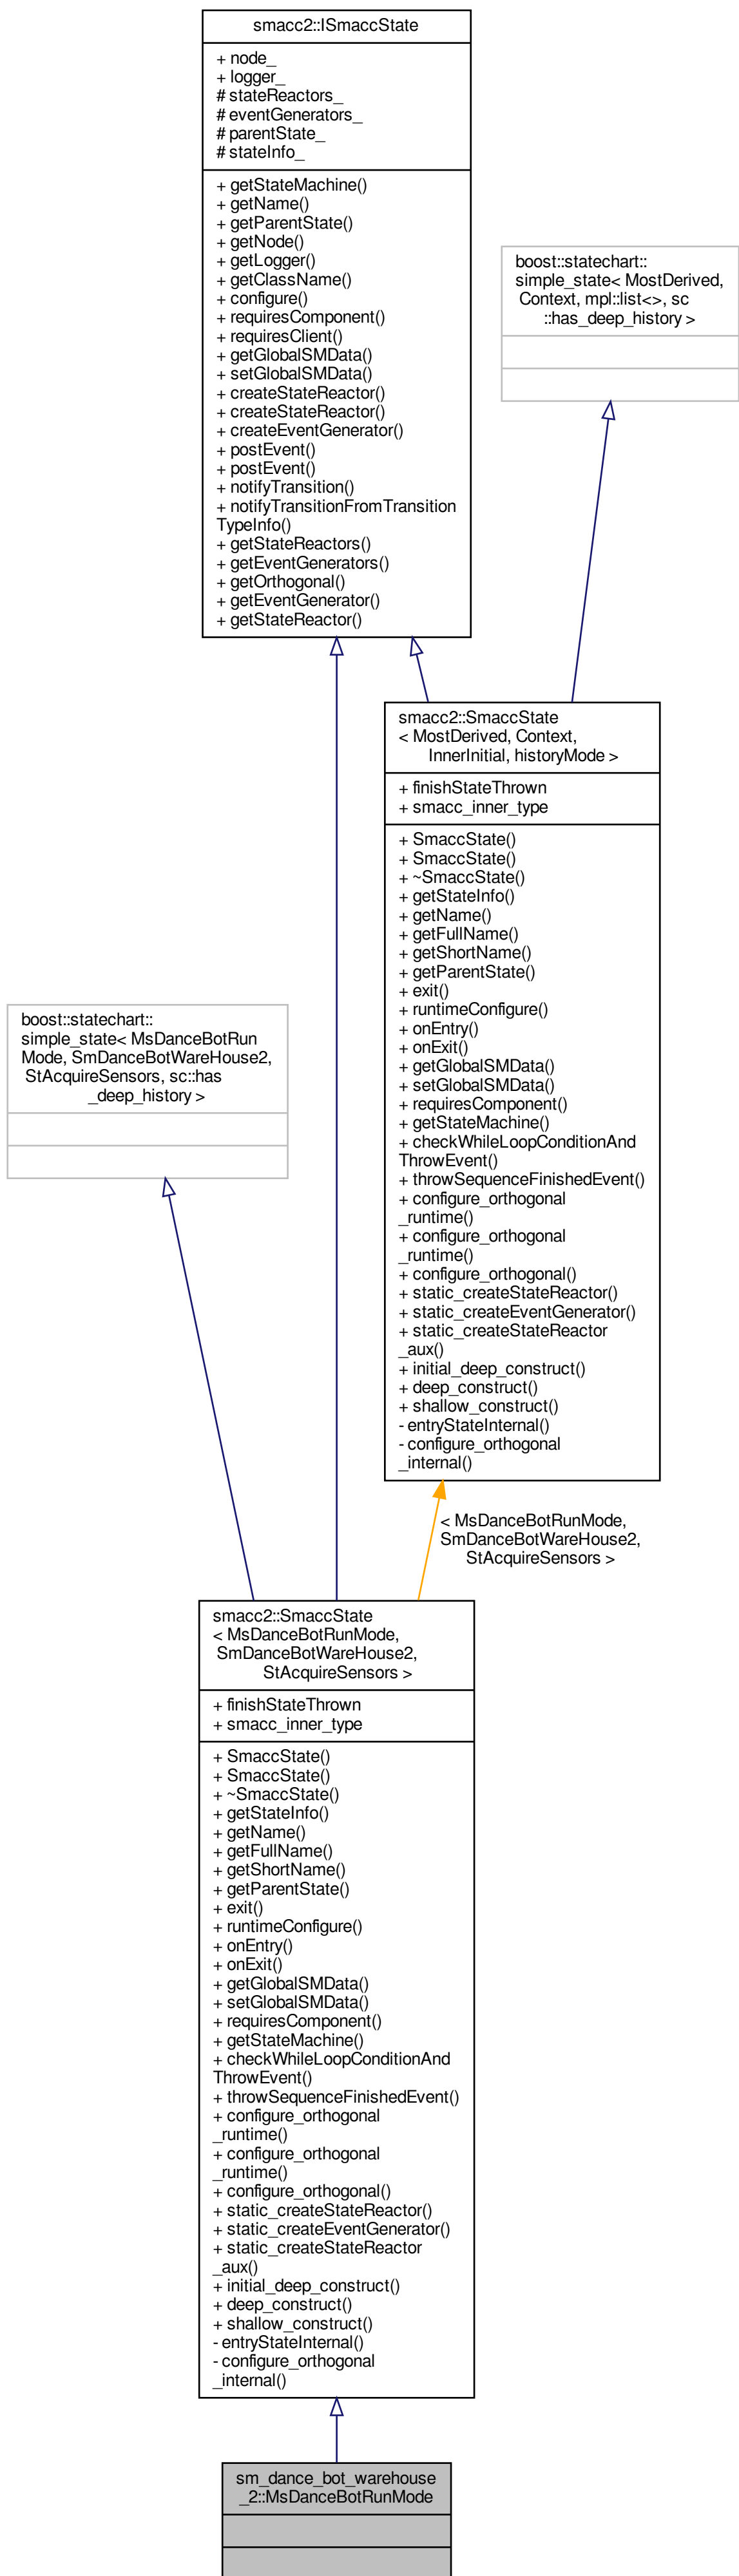 smacc2::ISmaccState
+ node_
+ logger_
# stateReactors_
# eventGenerators_
# parentState_
# stateInfo_
+ getStateMachine()
+ getName()
+ getParentState()
+ getNode()
+ getLogger()
+ getClassName()
+ configure()
+ requiresComponent()
+ requiresClient()
+ getGlobalSMData()
+ setGlobalSMData()
+ createStateReactor()
+ createStateReactor()
+ createEventGenerator()
+ postEvent()
+ postEvent()
+ notifyTransition()
+ notifyTransitionFromTransition
TypeInfo()
+ getStateReactors()
+ getEventGenerators()
+ getOrthogonal()
+ getEventGenerator()
+ getStateReactor()
boost::statechart::
simple_state< MostDerived,
Context, mpl::list<>, sc
::has_deep_history >
smacc2::SmaccState
< MostDerived, Context,
InnerInitial, historyMode >
+ finishStateThrown
+ smacc_inner_type
+ SmaccState()
+ SmaccState()
+ ~SmaccState()
+ getStateInfo()
+ getName()
+ getFullName()
+ getShortName()
+ getParentState()
+ exit()
+ runtimeConfigure()
+ onEntry()
+ onExit()
+ getGlobalSMData()
+ setGlobalSMData()
+ requiresComponent()
+ getStateMachine()
+ checkWhileLoopConditionAnd
ThrowEvent()
+ throwSequenceFinishedEvent()
+ configure_orthogonal
_runtime()
+ configure_orthogonal
_runtime()
+ configure_orthogonal()
+ static_createStateReactor()
+ static_createEventGenerator()
+ static_createStateReactor
_aux()
+ initial_deep_construct()
+ deep_construct()
+ shallow_construct()
- entryStateInternal()
- configure_orthogonal
_internal()
boost::statechart::
simple_state< MsDanceBotRun
Mode, SmDanceBotWareHouse2,
StAcquireSensors, sc::has
_deep_history >
< MsDanceBotRunMode,
SmDanceBotWareHouse2,
StAcquireSensors >
smacc2::SmaccState
< MsDanceBotRunMode,
SmDanceBotWareHouse2,
StAcquireSensors >
+ finishStateThrown
+ smacc_inner_type
+ SmaccState()
+ SmaccState()
+ ~SmaccState()
+ getStateInfo()
+ getName()
+ getFullName()
+ getShortName()
+ getParentState()
+ exit()
+ runtimeConfigure()
+ onEntry()
+ onExit()
+ getGlobalSMData()
+ setGlobalSMData()
+ requiresComponent()
+ getStateMachine()
+ checkWhileLoopConditionAnd
ThrowEvent()
+ throwSequenceFinishedEvent()
+ configure_orthogonal
_runtime()
+ configure_orthogonal
_runtime()
+ configure_orthogonal()
+ static_createStateReactor()
+ static_createEventGenerator()
+ static_createStateReactor
_aux()
+ initial_deep_construct()
+ deep_construct()
+ shallow_construct()
- entryStateInternal()
- configure_orthogonal
_internal()
sm_dance_bot_warehouse
_2::MsDanceBotRunMode